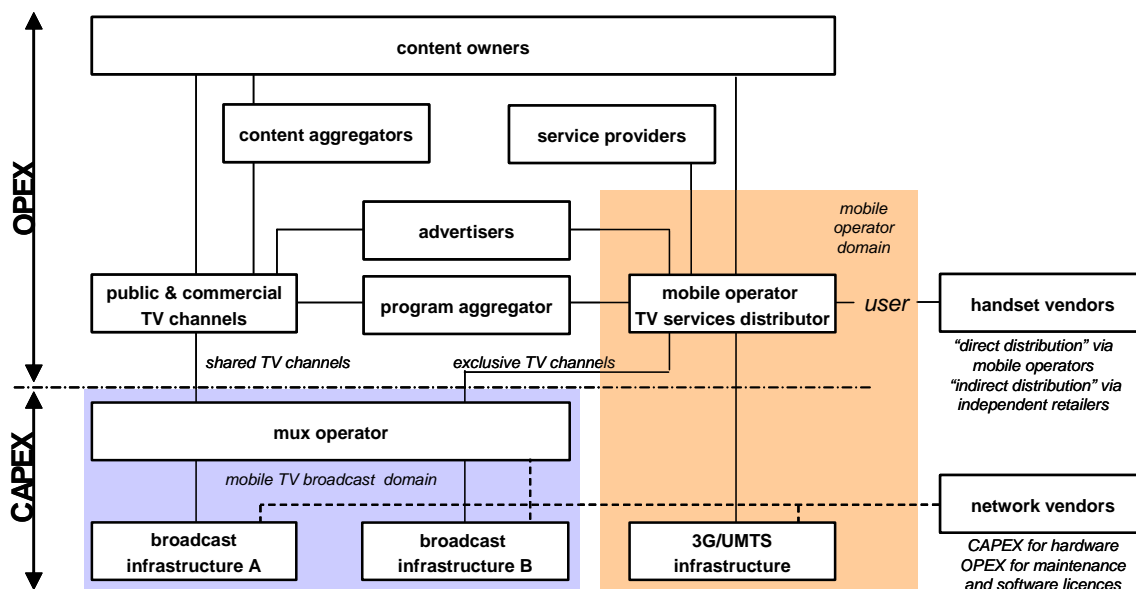 content owners
content aggregators
service providers
OPEX
mobile
operator
domain
advertisers
public & commercial
TV channels
program aggregator
mobile operator
TV services distributor
user
handset vendors
shared TV channels
exclusive TV channels
“direct distribution” via
mobile operators
“indirect distribution” via
independent retailers
CAPEX
mux operator
mobile TV broadcast domain
network vendors
broadcast
infrastructure A
broadcast
infrastructure B
3G/UMTS
infrastructure
CAPEX for hardware
OPEX for maintenance
and software licences